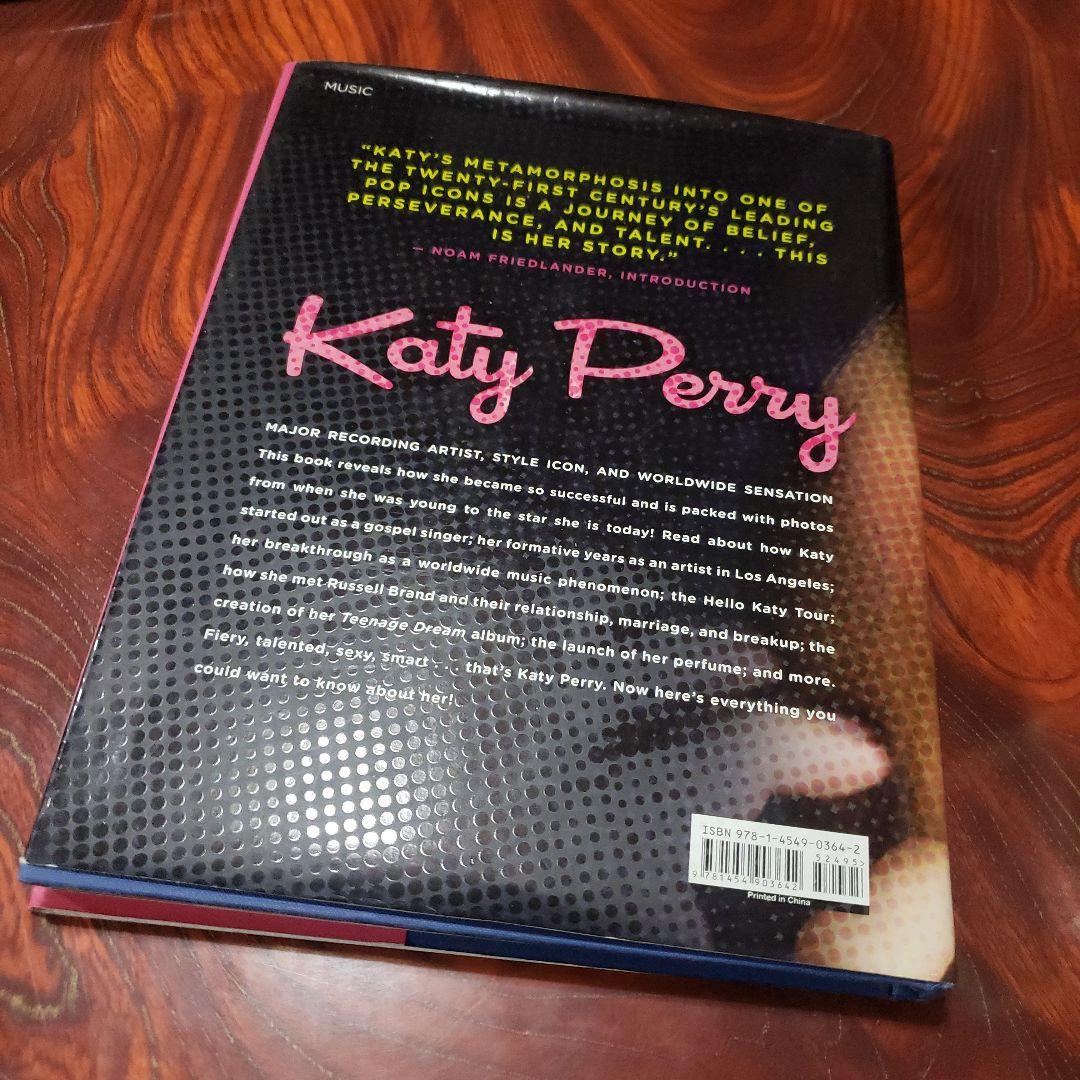 MUSIC
“KATY’S METAMORPHOSIS INTO ONE OF
THE TWENTY-FIRST CENTURY’S LEADING
POP ICONS IS A JOURNEY OF BELIEF,
PERSEVERANCE, AND TALENT. . . . THIS
IS HER STORY.”
— NOAM FRIEDLANDER, INTRODUCTION
Katy Perry
MAJOR RECORDING ARTIST, STYLE ICON, AND WORLDWIDE SENSATION
This book reveals how she became so successful and is packed with photos
from when she was young to the star she is today! Read about how Katy
started out as a gospel singer; her formative years as an artist in Los Angeles;
her breakthrough as a worldwide music phenomenon; the Hello Katy Tour;
how she met Russell Brand and their relationship, marriage, and breakup; the
creation of her Teenage Dream album; the launch of her perfume; and more.
Fiery, talented, sexy, smart . . . that’s Katy Perry. Now here’s everything you
could want to know about her!
ISBN 978-1-4549-0364-2
52495>
9 781454 903642
Printed in China